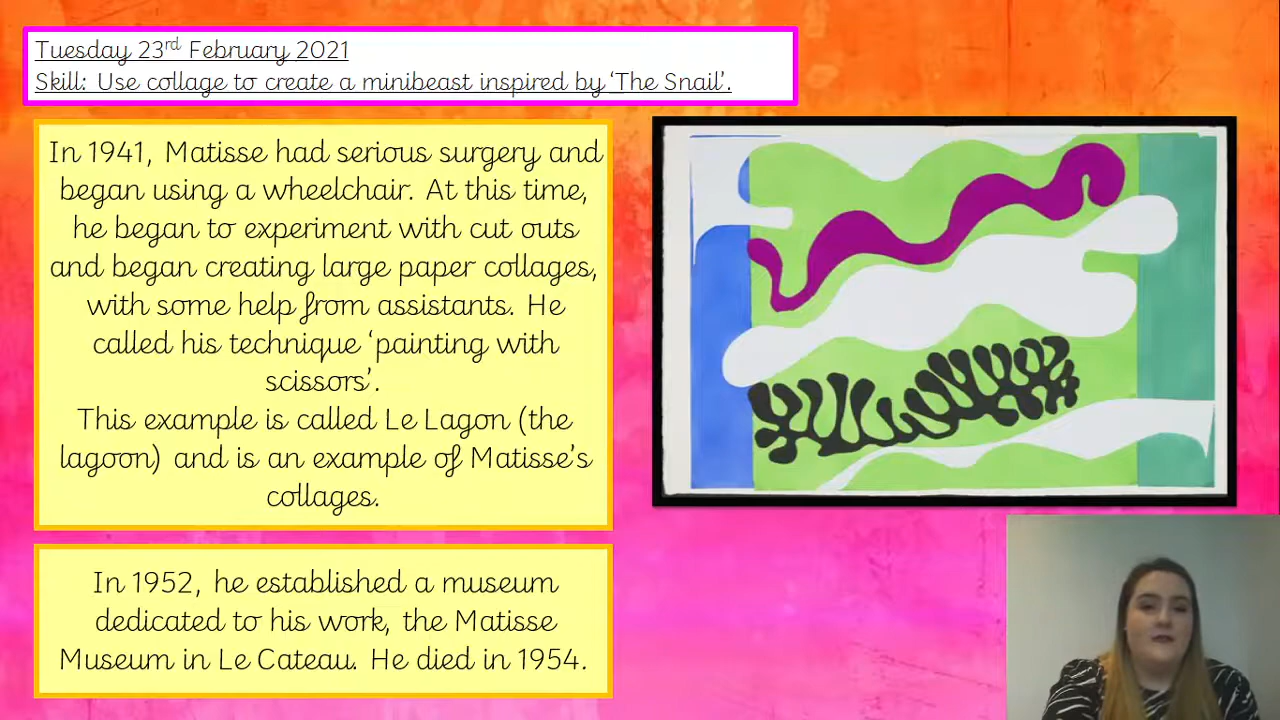 Tuesday 23rd February 2021
Skill: Use collage to create a minibeast inspired by ‘The Snail’.
In 1941, Matisse had serious surgery and
began using a wheelchair. At this time,
he began to experiment with cut outs
and began creating large paper collages,
with some help from assistants. He
called his technique ‘painting with
scissors’.
This example is called Le Lagon (the
lagoon) and is an example of Matisse’s
collages.
In 1952, he established a museum
dedicated to his work, the Matisse
Museum in Le Cateau. He died in 1954.